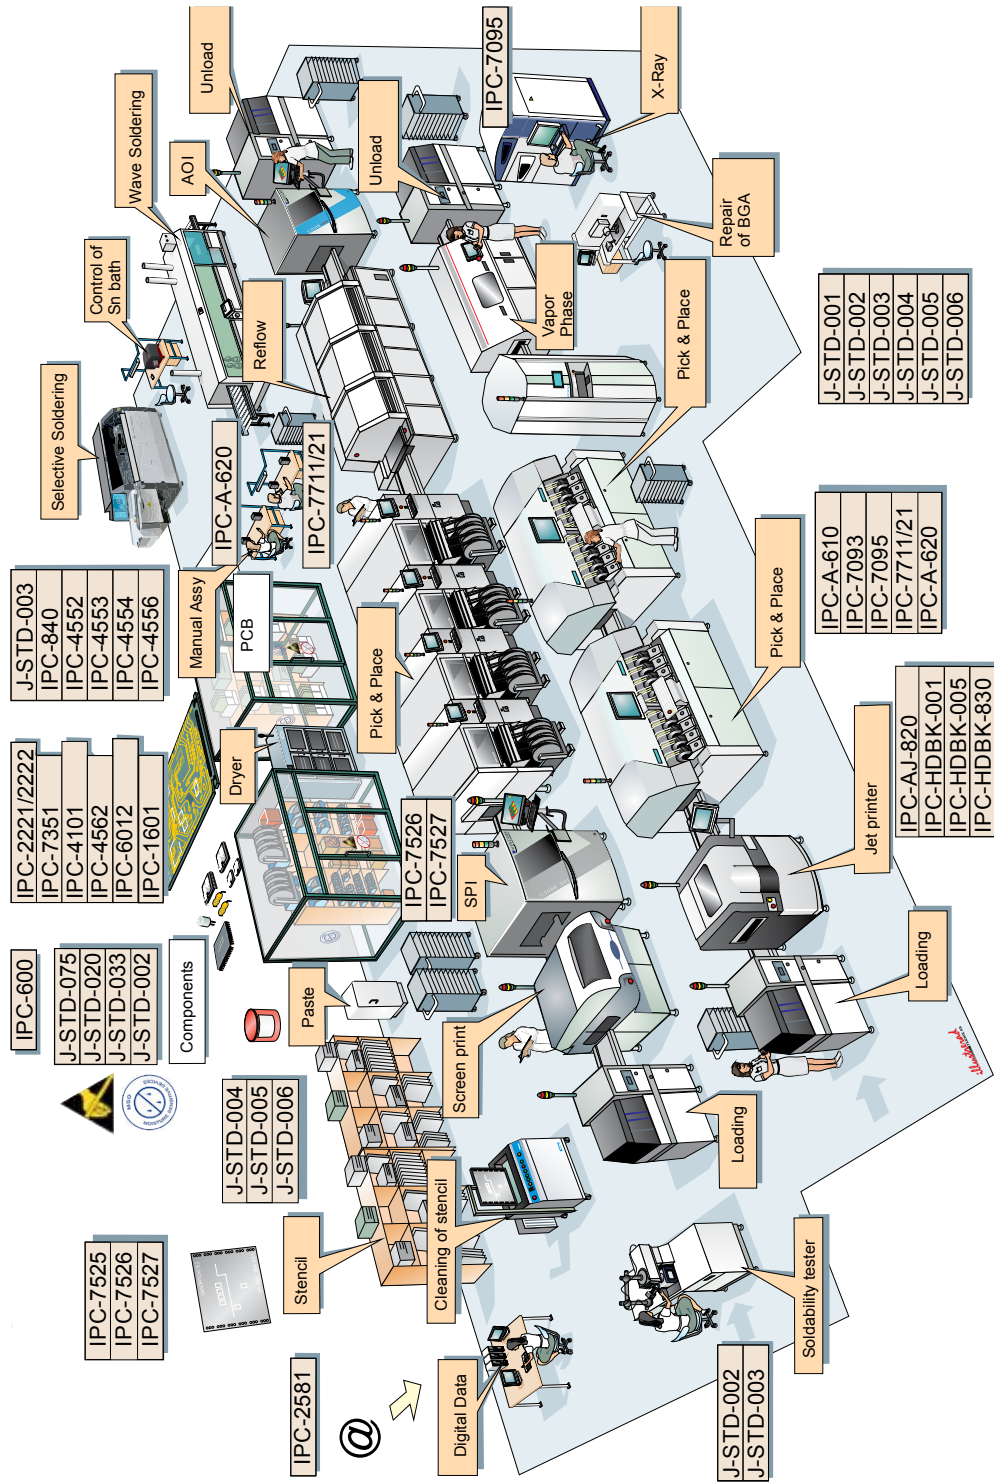 IPC-2581
@
Digital Data
IPC-7525
IPC-7526
IPC-7527
Stencil
Cleaning of stencil
J-STD-004
J-STD-005
J-STD-006
MSD
MOISTURE SENSITIVE DEVICES
IPC-600
J-STD-075
J-STD-020
J-STD-033
J-STD-002
Components
Paste
Screen print
IPC-2221/2222
IPC-7351
IPC-4101
IPC-4562
IPC-6012
IPC-1601
Dryer
IPC-7526
IPC-7527
SPI
J-STD-003
IPC-840
IPC-4552
IPC-4553
IPC-4554
IPC-4556
Manual Assy
PCB
Pick & Place
IPC-A-620
IPC-7711/21
Selective Soldering
Control of
Sn bath
Reflow
Wave Soldering
AOI
Unload
Unload
IPC-7095
X-Ray
Repair
of BGA
Vapor
Phase
Pick & Place
Pick & Place
J-STD-001
J-STD-002
J-STD-003
J-STD-004
J-STD-005
J-STD-006
IPC-A-610
IPC-7093
IPC-7095
IPC-7711/21
IPC-A-620
IPC-AJ-820
IPC-HDBK-001
IPC-HDBK-005
IPC-HDBK-830
Jet printer
Loading
Loading
Soldability tester
J-STD-002
J-STD-003